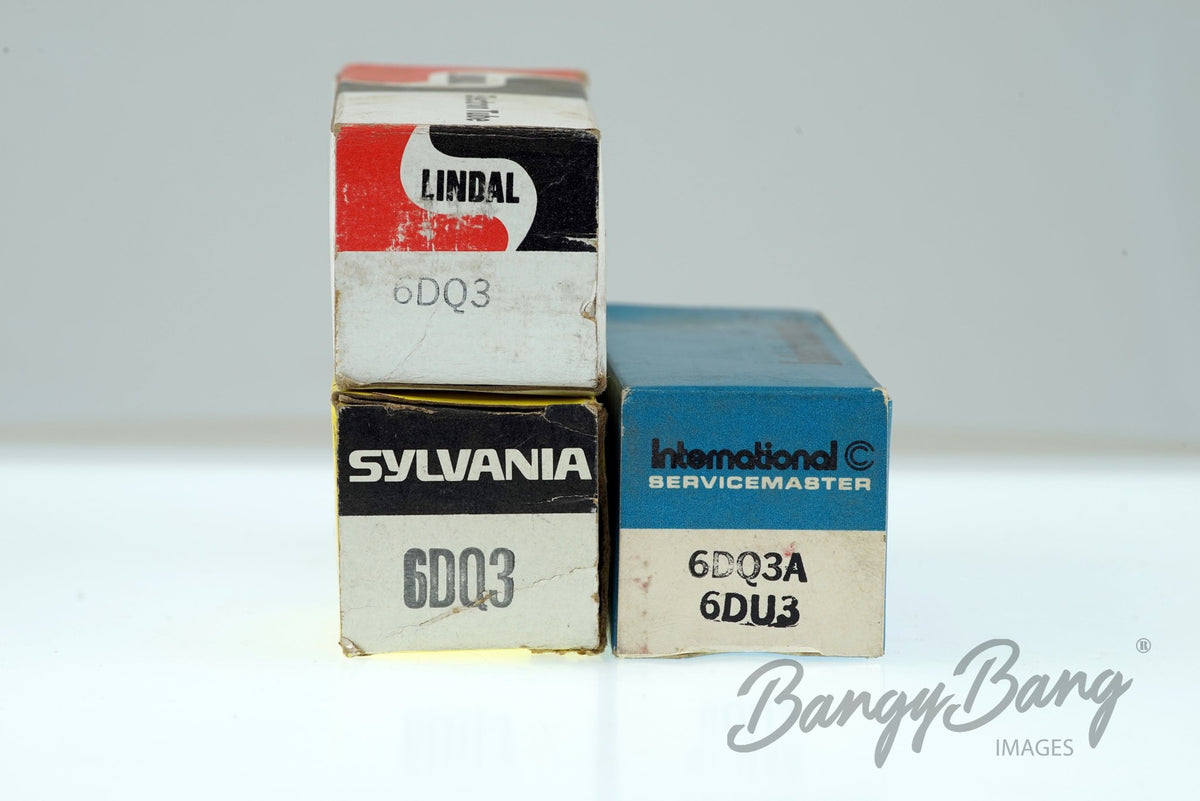 LINDAL
6DQ3
SYLVANIA
6DQ3
International
SERVICEMASTER
6DQ3A
6DU3
BangyBang ®
IMAGES